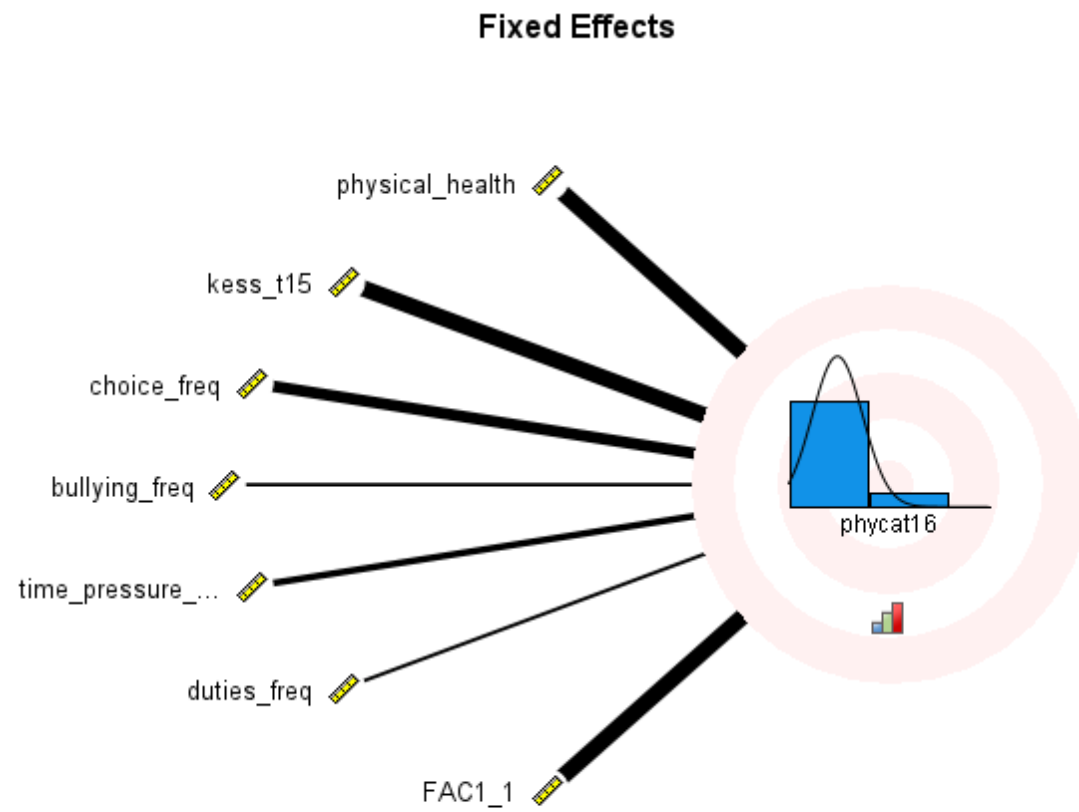 Fixed Effects
physical_health
kess_t15
choice_freq
bullying_freq
phycat16
time_pressure_...
duties_freq
FAC1_1